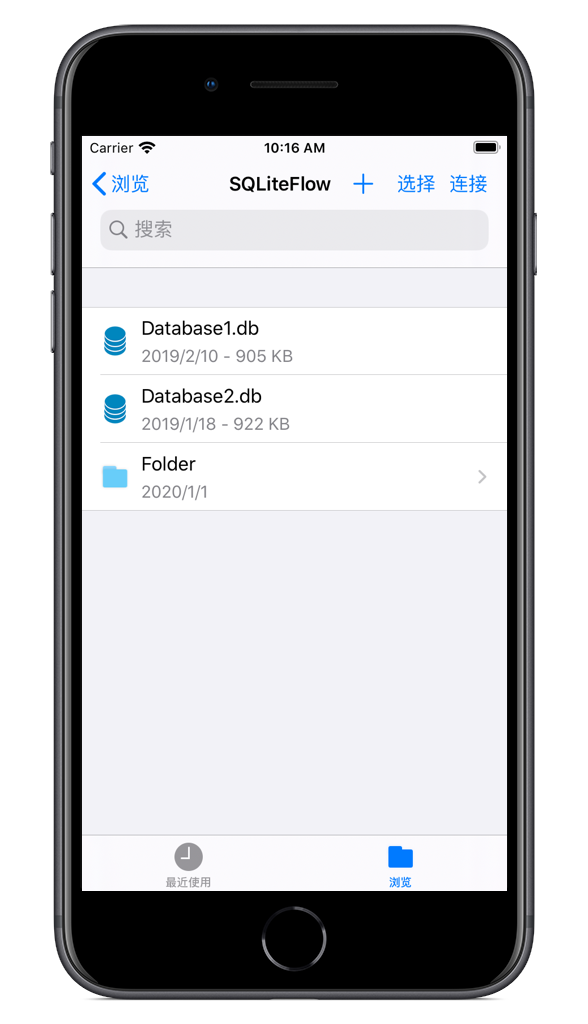 Carrier 10:16 AM
浏览 SQLiteFlow 选择 连接
搜索
Database1.db
2019/2/10 - 905 KB
Database2.db
2019/1/18 - 922 KB
Folder
2020/1/1
最近使用 浏览